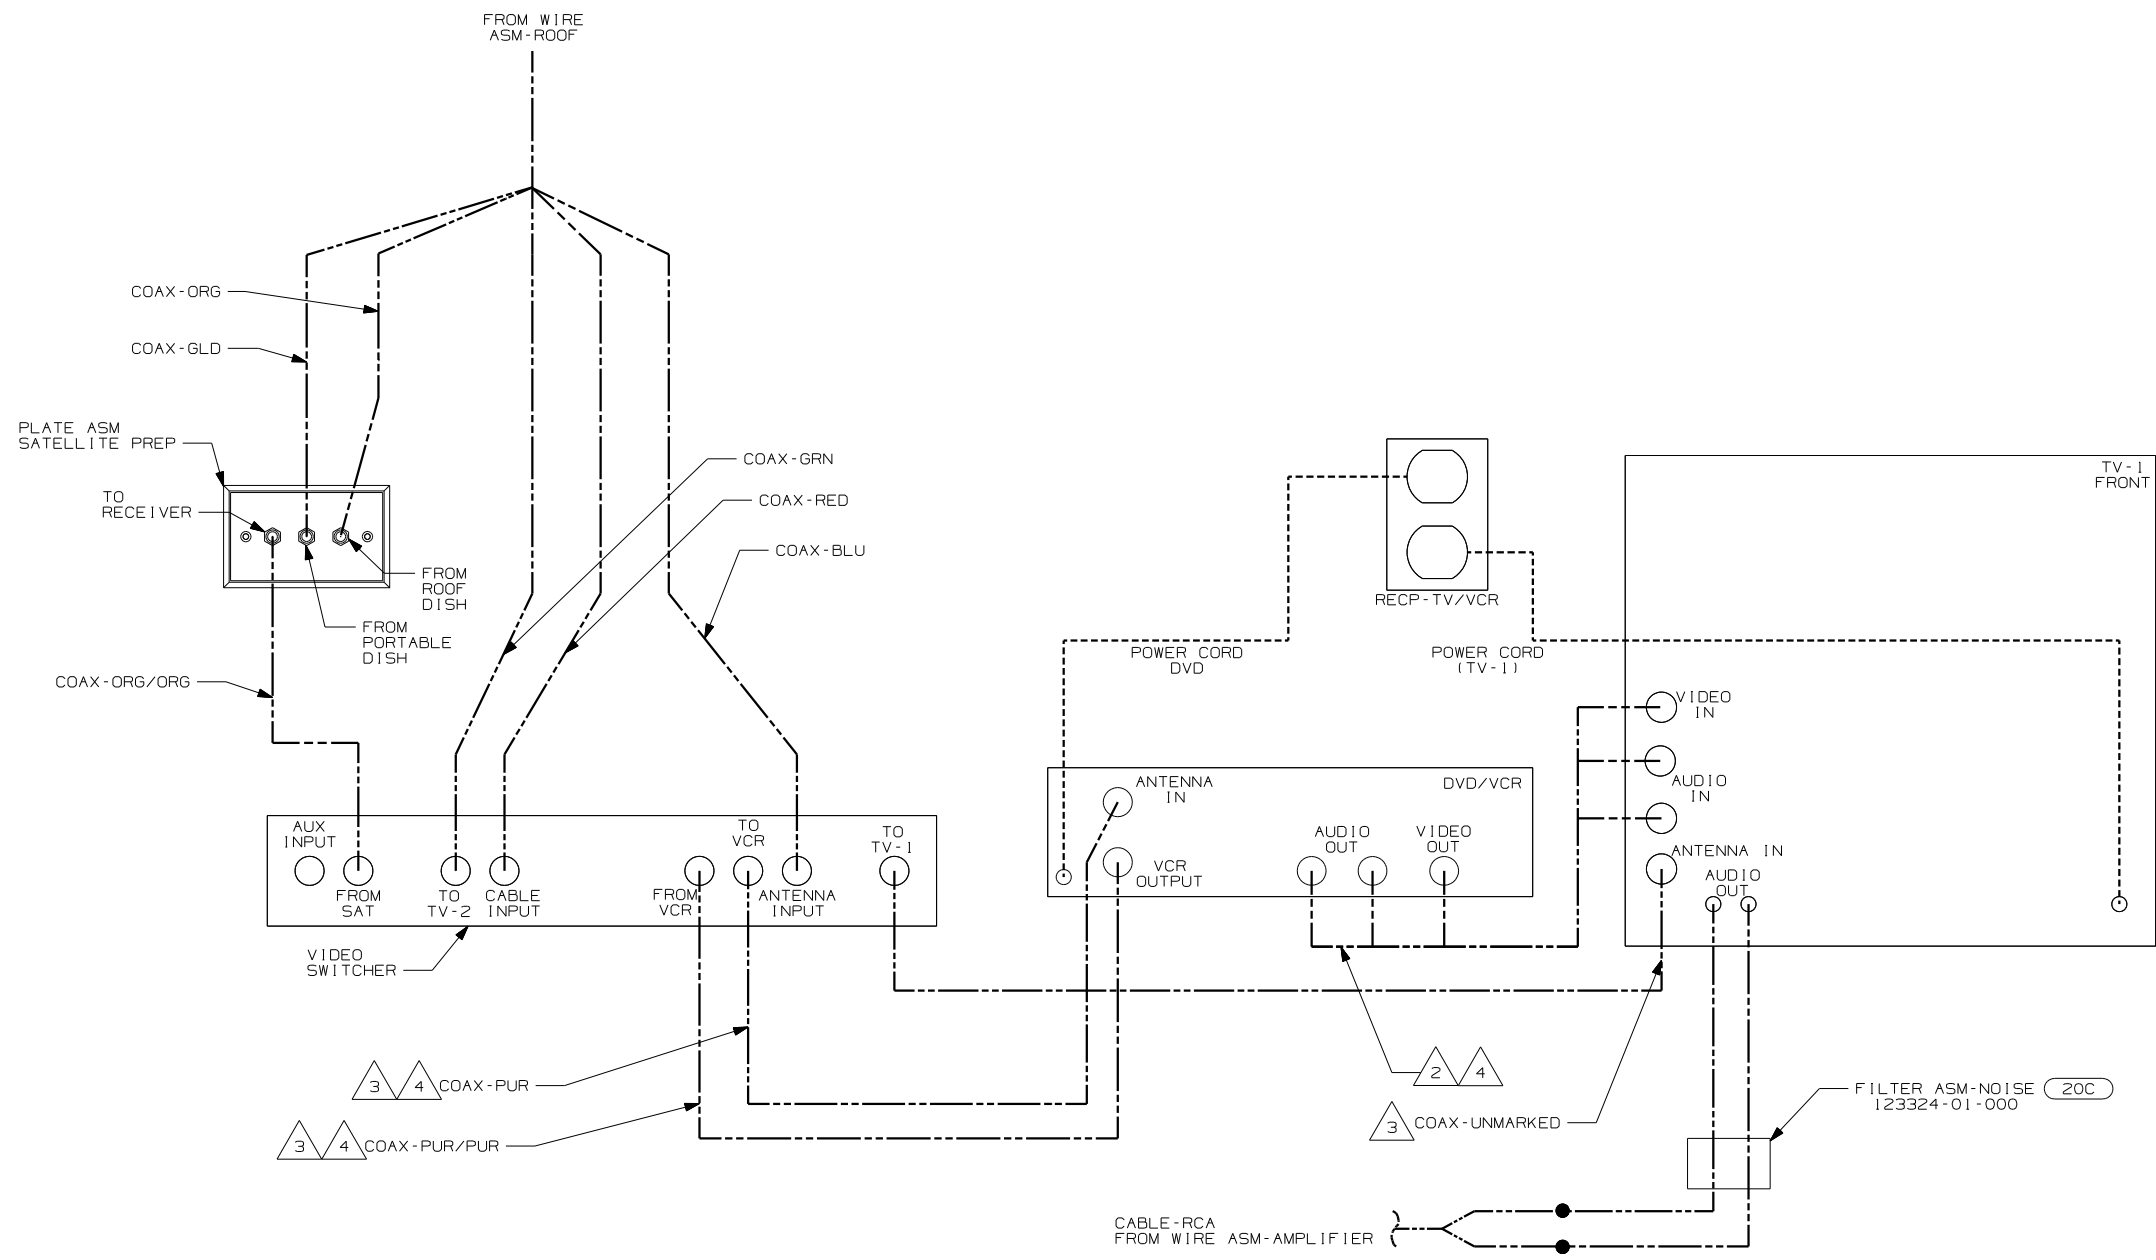 FROM WIRE
ASM-ROOF
COAX-ORG
COAX-GLD
PLATE ASM
SATELLITE PREP
TO
RECEIVER
FROM
ROOF
DISH
FROM
PORTABLE
DISH
COAX-ORG/ORG
COAX-GRN
COAX-RED
COAX-BLU
AUX
INPUT
FROM
SAT
TO
TV-2
CABLE
INPUT
FROM
VCR
TO
VCR
ANTENNA
INPUT
TO
TV-1
VIDEO
SWITCHER
3
4
COAX-PUR
3
4
COAX-PUR/PUR
RECP-TV/VCR
POWER CORD
DVD
POWER CORD
(TV-1)
ANTENNA
IN
DVD/VCR
VCR
OUTPUT
AUDIO
OUT
VIDEO
OUT
TV-1
FRONT
VIDEO
IN
AUDIO
IN
ANTENNA IN
AUDIO
OUT
2
4
3
COAX-UNMARKED
FILTER ASM-NOISE 20C
123324-01-000
CABLE-RCA
FROM WIRE ASM-AMPLIFIER